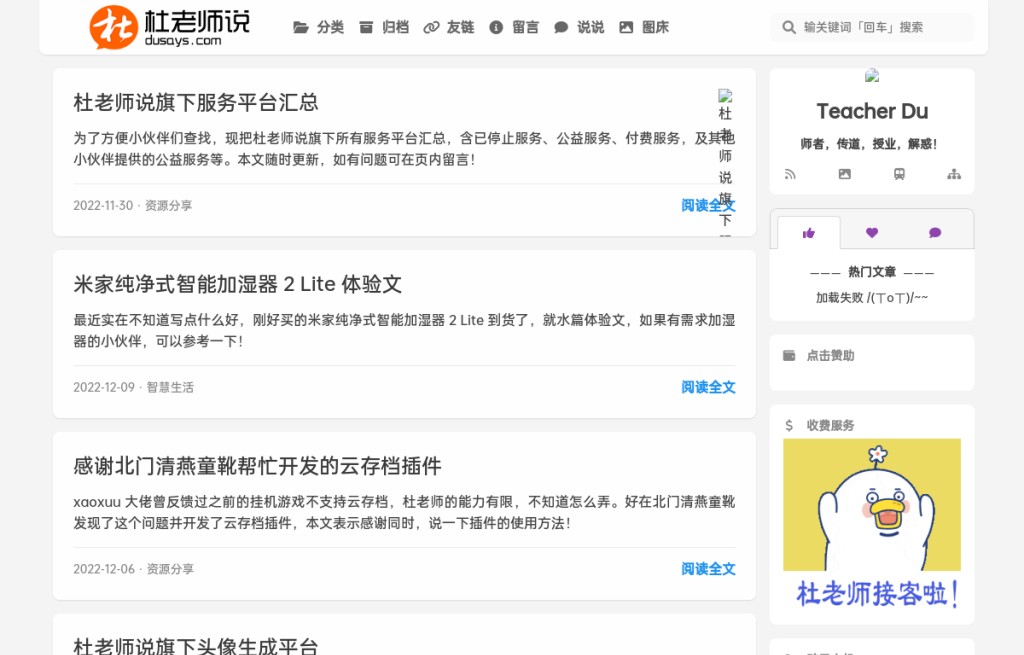 杜老师说
dusays.com
分类
归档
友链
留言
说说
图床
输关键词「回车」搜索
杜老师说旗下服务平台汇总
为了方便小伙伴们查找，现把杜老师说旗下所有服务平台汇总，含已停止服务、公益服务、付费服务，及其他
小伙伴提供的公益服务等。本文随时更新，如有问题可在页内留言！
2022-11-30 · 资源分享
阅读全文
杜
老
师
说
旗
下
米家纯净式智能加湿器 2 Lite 体验文
最近实在不知道写点什么好，刚好买的米家纯净式智能加湿器 2 Lite 到货了，就水篇体验文，如果有需求加湿
器的小伙伴，可以参考一下！
2022-12-09 · 智慧生活
阅读全文
感谢北门清燕童靴帮忙开发的云存档插件
xaoxuu 大佬曾反馈过之前的挂机游戏不支持云存档，杜老师的能力有限，不知道怎么弄。好在北门清燕童靴
发现了这个问题并开发了云存档插件，本文表示感谢同时，说一下插件的使用方法！
2022-12-06 · 资源分享
阅读全文
杜老师说旗下头像生成平台
Teacher Du
师者，传道，授业，解惑！
——— 热门文章 ———
加载失败 /(ㄒoㄒ)/~~
点击赞助
收费服务
杜老师接客啦！